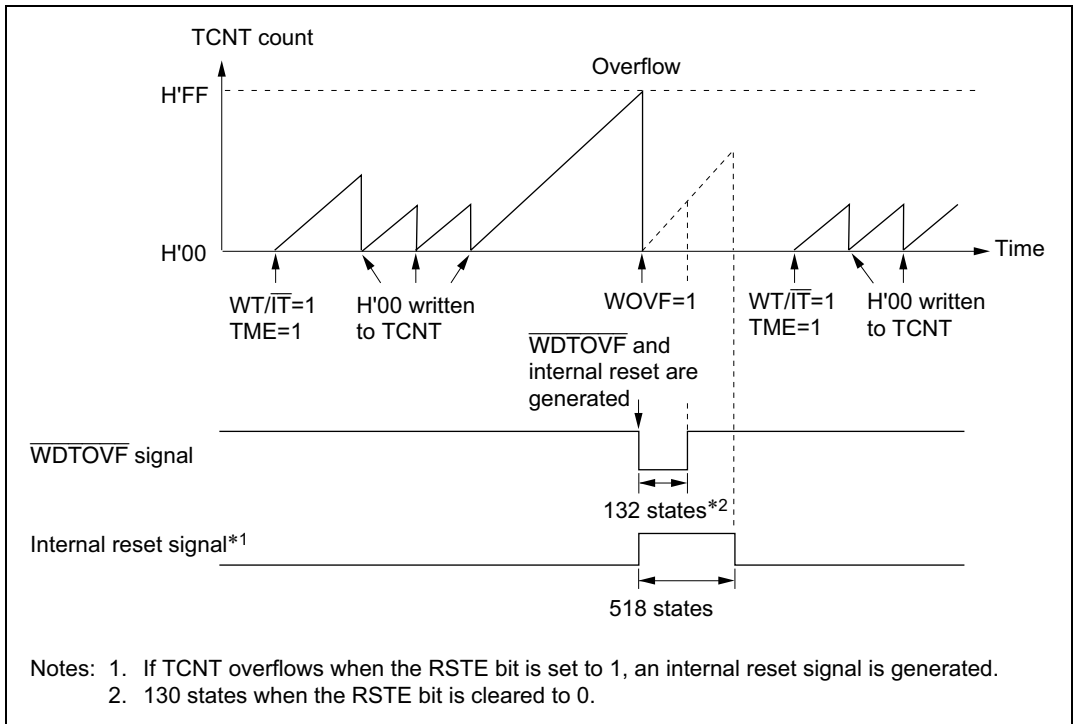 TCNT count
Overflow
H'FF
H'00
Time
WT/IT=1
TME=1
H'00 written
to TCNT
WOVF=1
WT/IT=1
TME=1
H'00 written
to TCNT
WDTOVF and
internal reset are
generated
WDTOVF signal
132 states*2
Internal reset signal*1
518 states
Notes: 1. If TCNT overflows when the RSTE bit is set to 1, an internal reset signal is generated.
2. 130 states when the RSTE bit is cleared to 0.